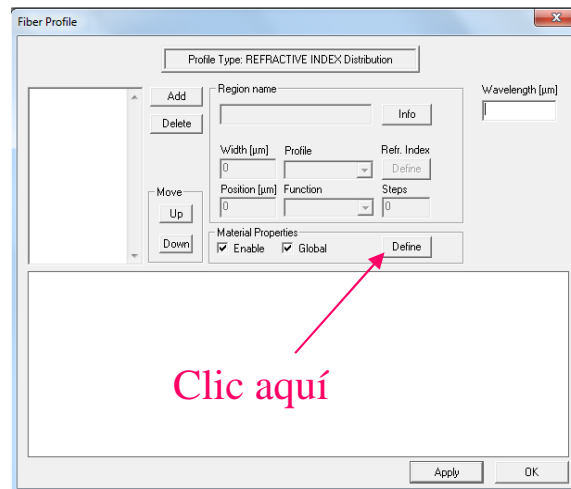 Fiber Profile
x
Profile Type: REFRACTIVE INDEX Distribution
Add
Delete
Move
Up
Down
Region name
Info
Width [µm] Profile Refr. Index
0 Define
Position [µm] Function Steps
0 0
Material Properties
Enable Global Define
Wavelength [µm]
Clic aquí
Apply OK